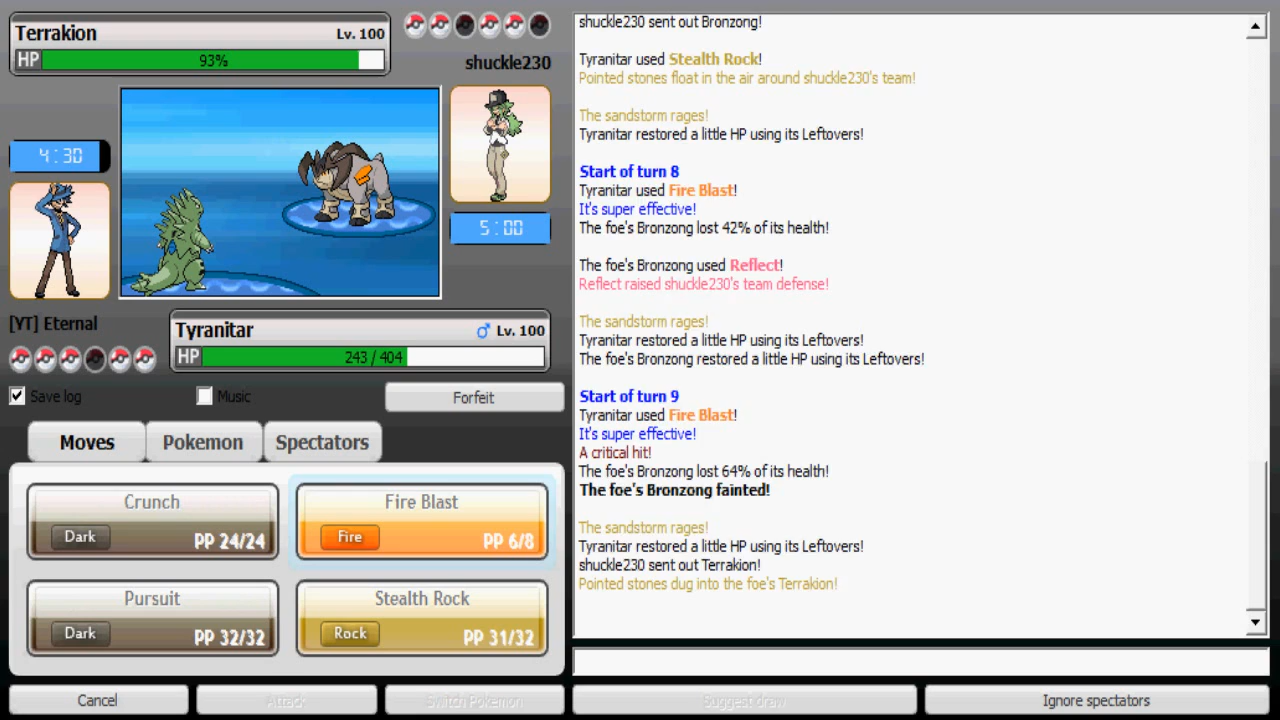 Terrakion Lv. 100
HP 93%
shuckle230
4:30
5:00
[YT] Eternal
Tyranitar ♂ Lv. 100
HP 243 / 404
Save log
Music
Forfeit
Moves Pokemon Spectators
Crunch
Dark PP 24/24
Fire Blast
Fire PP 6/8
Pursuit
Dark PP 32/32
Stealth Rock
Rock PP 31/32
Cancel
Attack
Switch Pokemon
shuckle230 sent out Bronzong!
Tyranitar used Stealth Rock!
Pointed stones float in the air around shuckle230's team!
The sandstorm rages!
Tyranitar restored a little HP using its Leftovers!
Start of turn 8
Tyranitar used Fire Blast!
It's super effective!
The foe's Bronzong lost 42% of its health!
The foe's Bronzong used Reflect!
Reflect raised shuckle230's team defense!
The sandstorm rages!
Tyranitar restored a little HP using its Leftovers!
The foe's Bronzong restored a little HP using its Leftovers!
Start of turn 9
Tyranitar used Fire Blast!
It's super effective!
A critical hit!
The foe's Bronzong lost 64% of its health!
The foe's Bronzong fainted!
The sandstorm rages!
Tyranitar restored a little HP using its Leftovers!
shuckle230 sent out Terrakion!
Pointed stones dug into the foe's Terrakion!
Suggest draw
Ignore spectators